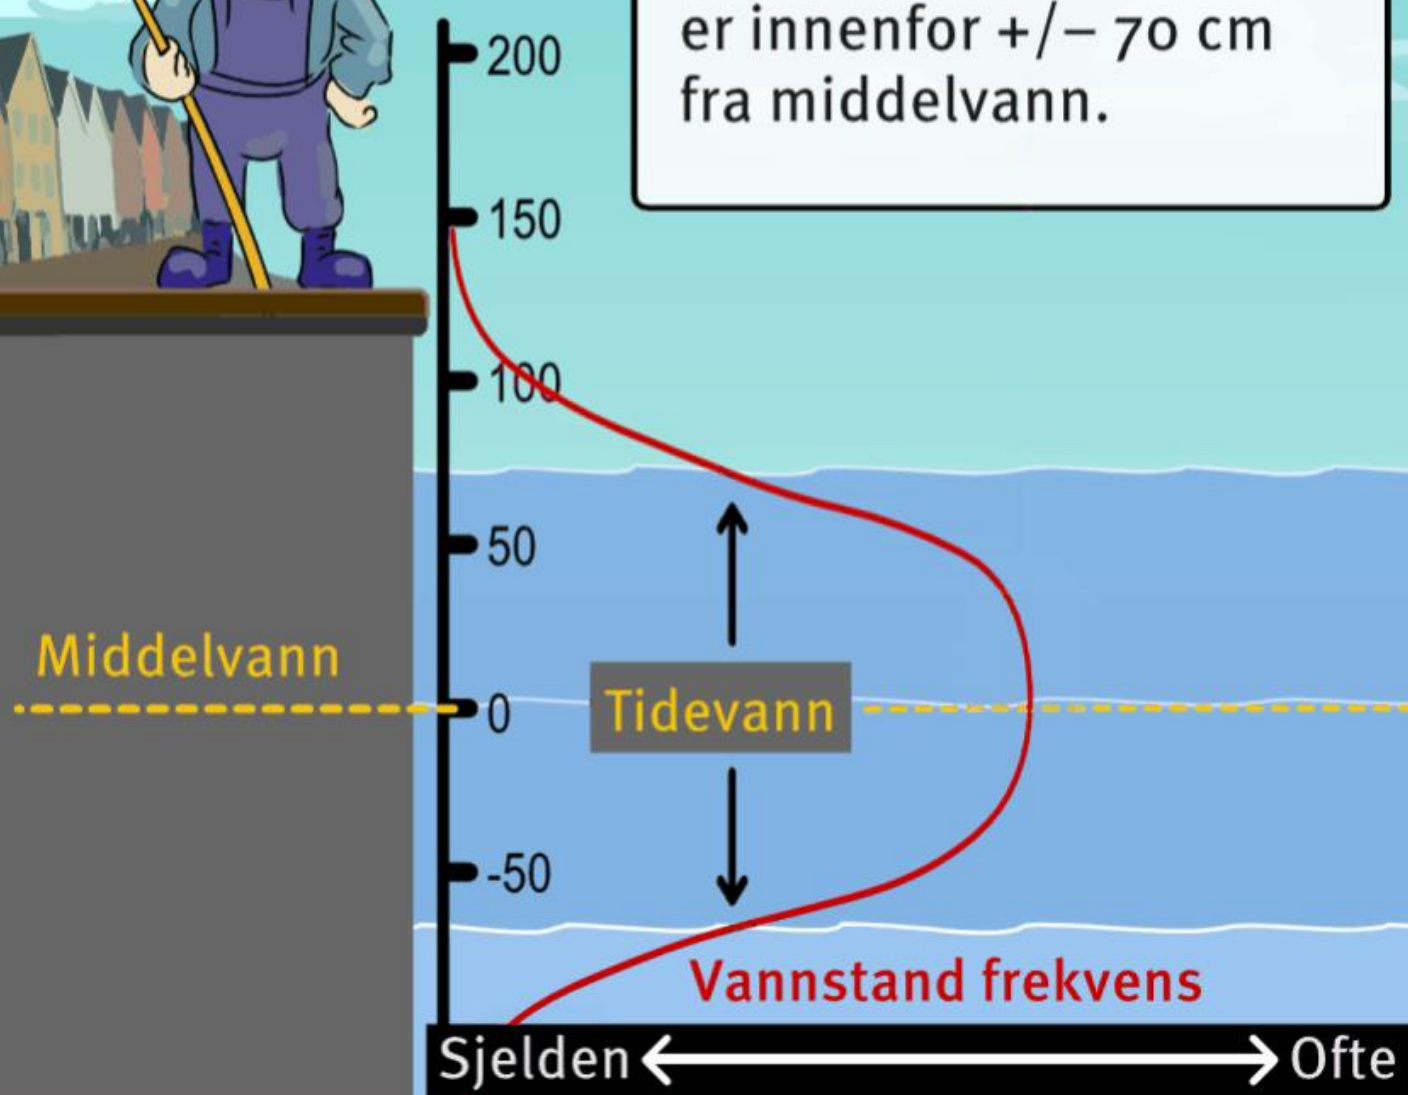 er innenfor +/– 70 cm
fra middelvann.
200
150
100
50
Middelvann
0
Tidevann
-50
Vannstand frekvens
Sjelden
Ofte